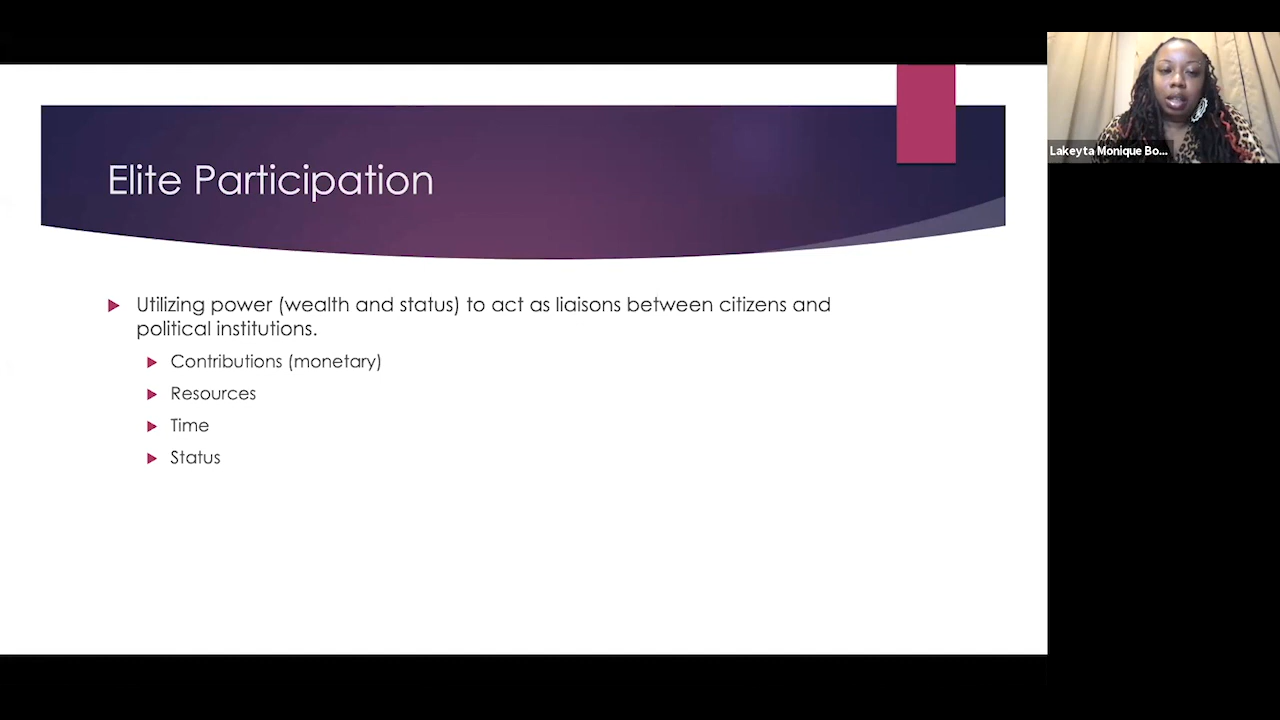 Elite Participation
Utilizing power (wealth and status) to act as liaisons between citizens and
political institutions.
Contributions (monetary)
Resources
Time
Status
Lakeyta Monique Bo...